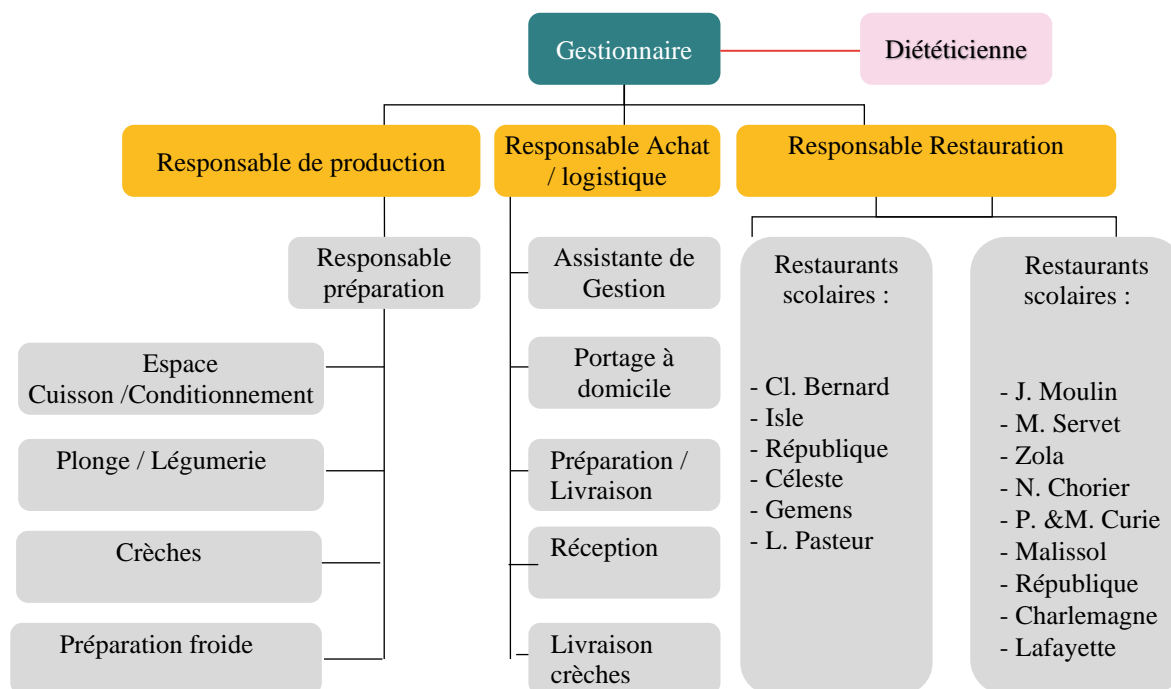 Gestionnaire
Diététicienne
Responsable de production
Responsable Achat
/ logistique
Responsable Restauration
Responsable
préparation
Espace
Cuisson /Conditionnement
Plonge / Légumerie
Crèches
Préparation froide
Assistante de
Gestion
Portage à
domicile
Préparation /
Livraison
Réception
Livraison
crèches
Restaurants
scolaires :
- Cl. Bernard
- Isle
- République
- Céleste
- Gemens
- L. Pasteur
Restaurants
scolaires :
- J. Moulin
- M. Servet
- Zola
- N. Chorier
- P. &M. Curie
- Malissol
- République
- Charlemagne
- Lafayette